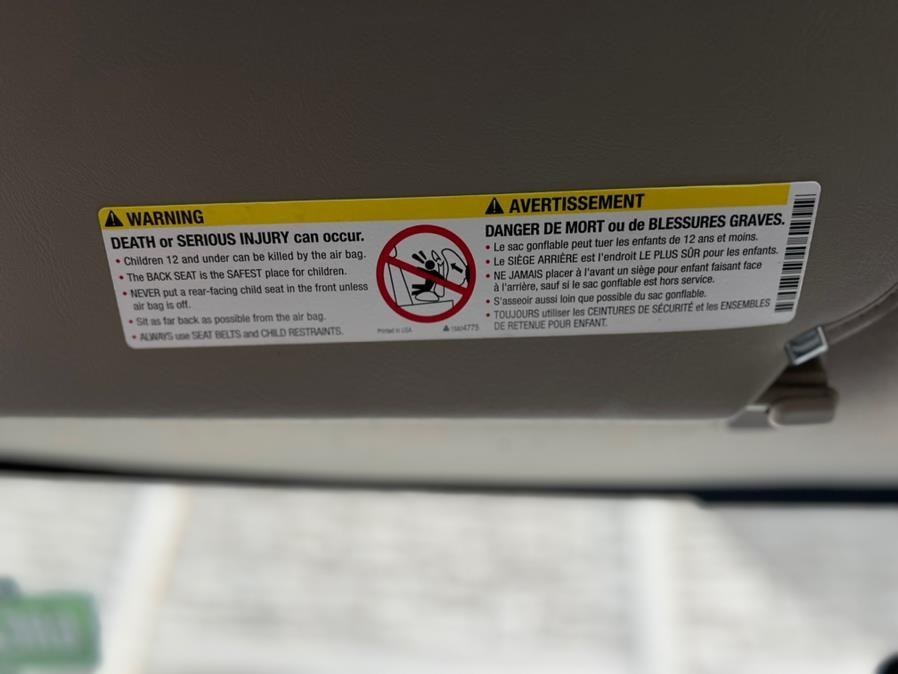 WARNING
DEATH or SERIOUS INJURY can occur.
• Children 12 and under can be killed by the air bag.
• The BACK SEAT is the SAFEST place for children.
• NEVER put a rear-facing child seat in the front unless
air bag is off.
• Sit as far back as possible from the air bag.
• ALWAYS use SEAT BELTS and CHILD RESTRAINTS.
Printed in USA
AVERTISSEMENT
DANGER DE MORT ou de BLESSURES GRAVES.
• Le sac gonflable peut tuer les enfants de 12 ans et moins.
• Le SIÈGE ARRIÈRE est l'endroit LE PLUS SÛR pour les enfants.
• NE JAMAIS placer à l'avant un siège pour enfant faisant face
à l'arrière, sauf si le sac gonflable est hors service.
• S'asseoir aussi loin que possible du sac gonflable.
• TOUJOURS utiliser les CEINTURES DE SÉCURITÉ et les ENSEMBLES
DE RETENUE POUR ENFANT.